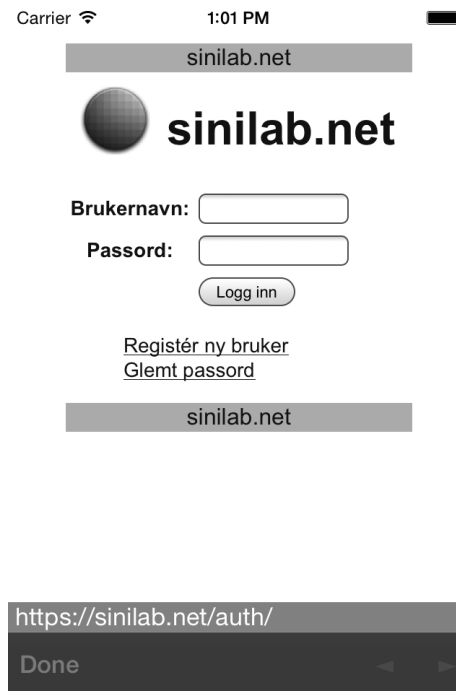 Carrier 1:01 PM
sinilab.net
sinilab.net
Brukernavn:
Passord:
Logg inn
Registér ny bruker
Glemt passord
sinilab.net
https://sinilab.net/auth/
Done